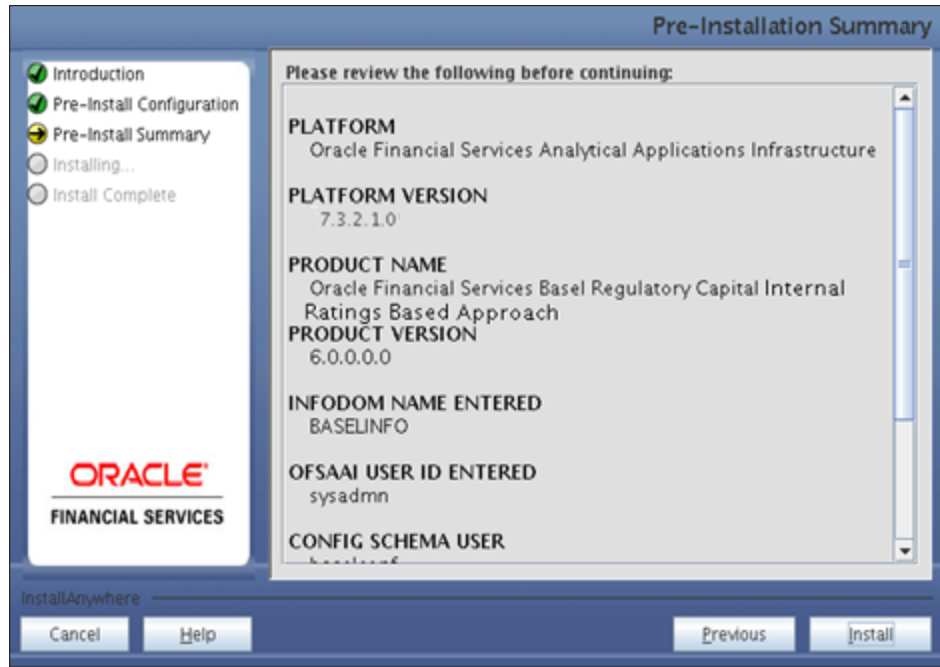 Pre-Installation Summary
Introduction
Pre-Install Configuration
Pre-Install Summary
Installing...
Install Complete
ORACLE'
FINANCIAL SERVICES
Please review the following before continuing:
PLATFORM
Oracle Financial Services Analytical Applications Infrastructure
PLATFORM VERSION
7.3.2.1.0
PRODUCT NAME
Oracle Financial Services Basel Regulatory Capital Internal
Ratings Based Approach
PRODUCT VERSION
6.0.0.0.0
INFODOM NAME ENTERED
BASELINFO
OFSAAI USER ID ENTERED
sysadmn
CONFIG SCHEMA USER
InstallAnywhere
Cancel
Help
Previous
Install